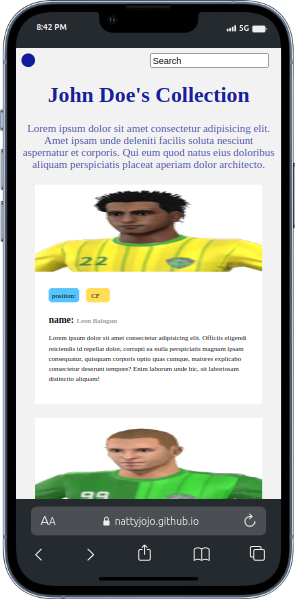 8:42 PM 5G
Search
John Doe's Collection
Lorem ipsum dolor sit amet consectetur adipisicing elit.
Amet ipsum unde deleniti facilis soluta nesciunt
aspernatur et corporis. Qui eum quod natus eius doloribus
aliquam perspiciatis placeat aperiam dolor architecto.
22
position: CF
name: Leon Balogun
Lorem ipsum dolor sit amet consectetur adipisicing elit. Officiis eligendi
reiciendis id repellat dolor, corrupti ea nulla perspiciatis magnam ipsam
consequatur, quisquam corporis optio quas cumque, maiores explicabo
consectetur deserunt tempore? Enim laborum unde hic, sit laboriosam
distinctio aliquam!
99
AA nattyjojo.github.io